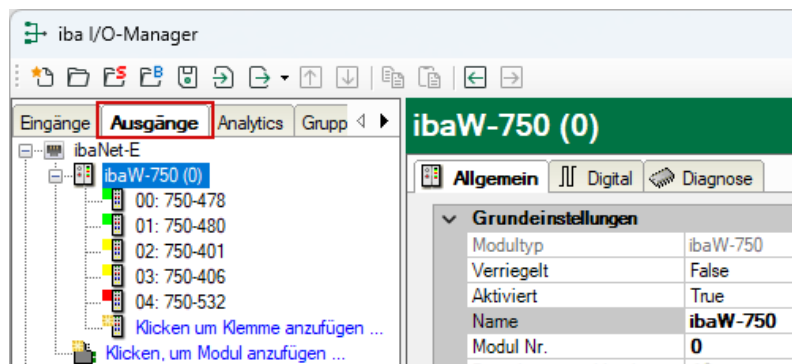 iba I/O-Manager
Eingänge Ausgänge Analytics Grupp
ibaNet-E
ibaW-750 (0)
00: 750-478
01: 750-480
02: 750-401
03: 750-406
04: 750-532
Klicken um Klemme anzufügen ...
Klicken, um Modul anzufügen ...
ibaW-750 (0)
Allgemein Digital Diagnose
Grundeinstellungen
Modultyp ibaW-750
Verriegelt False
Aktiviert True
Name ibaW-750
Modul Nr. 0